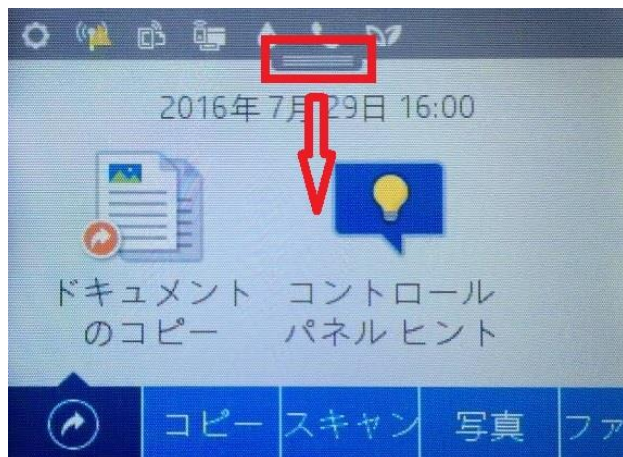 2016年7月29日 16:00
ドキュメント
のコピー
コントロール
パネル ヒント
コピー
スキャン
写真
ファ